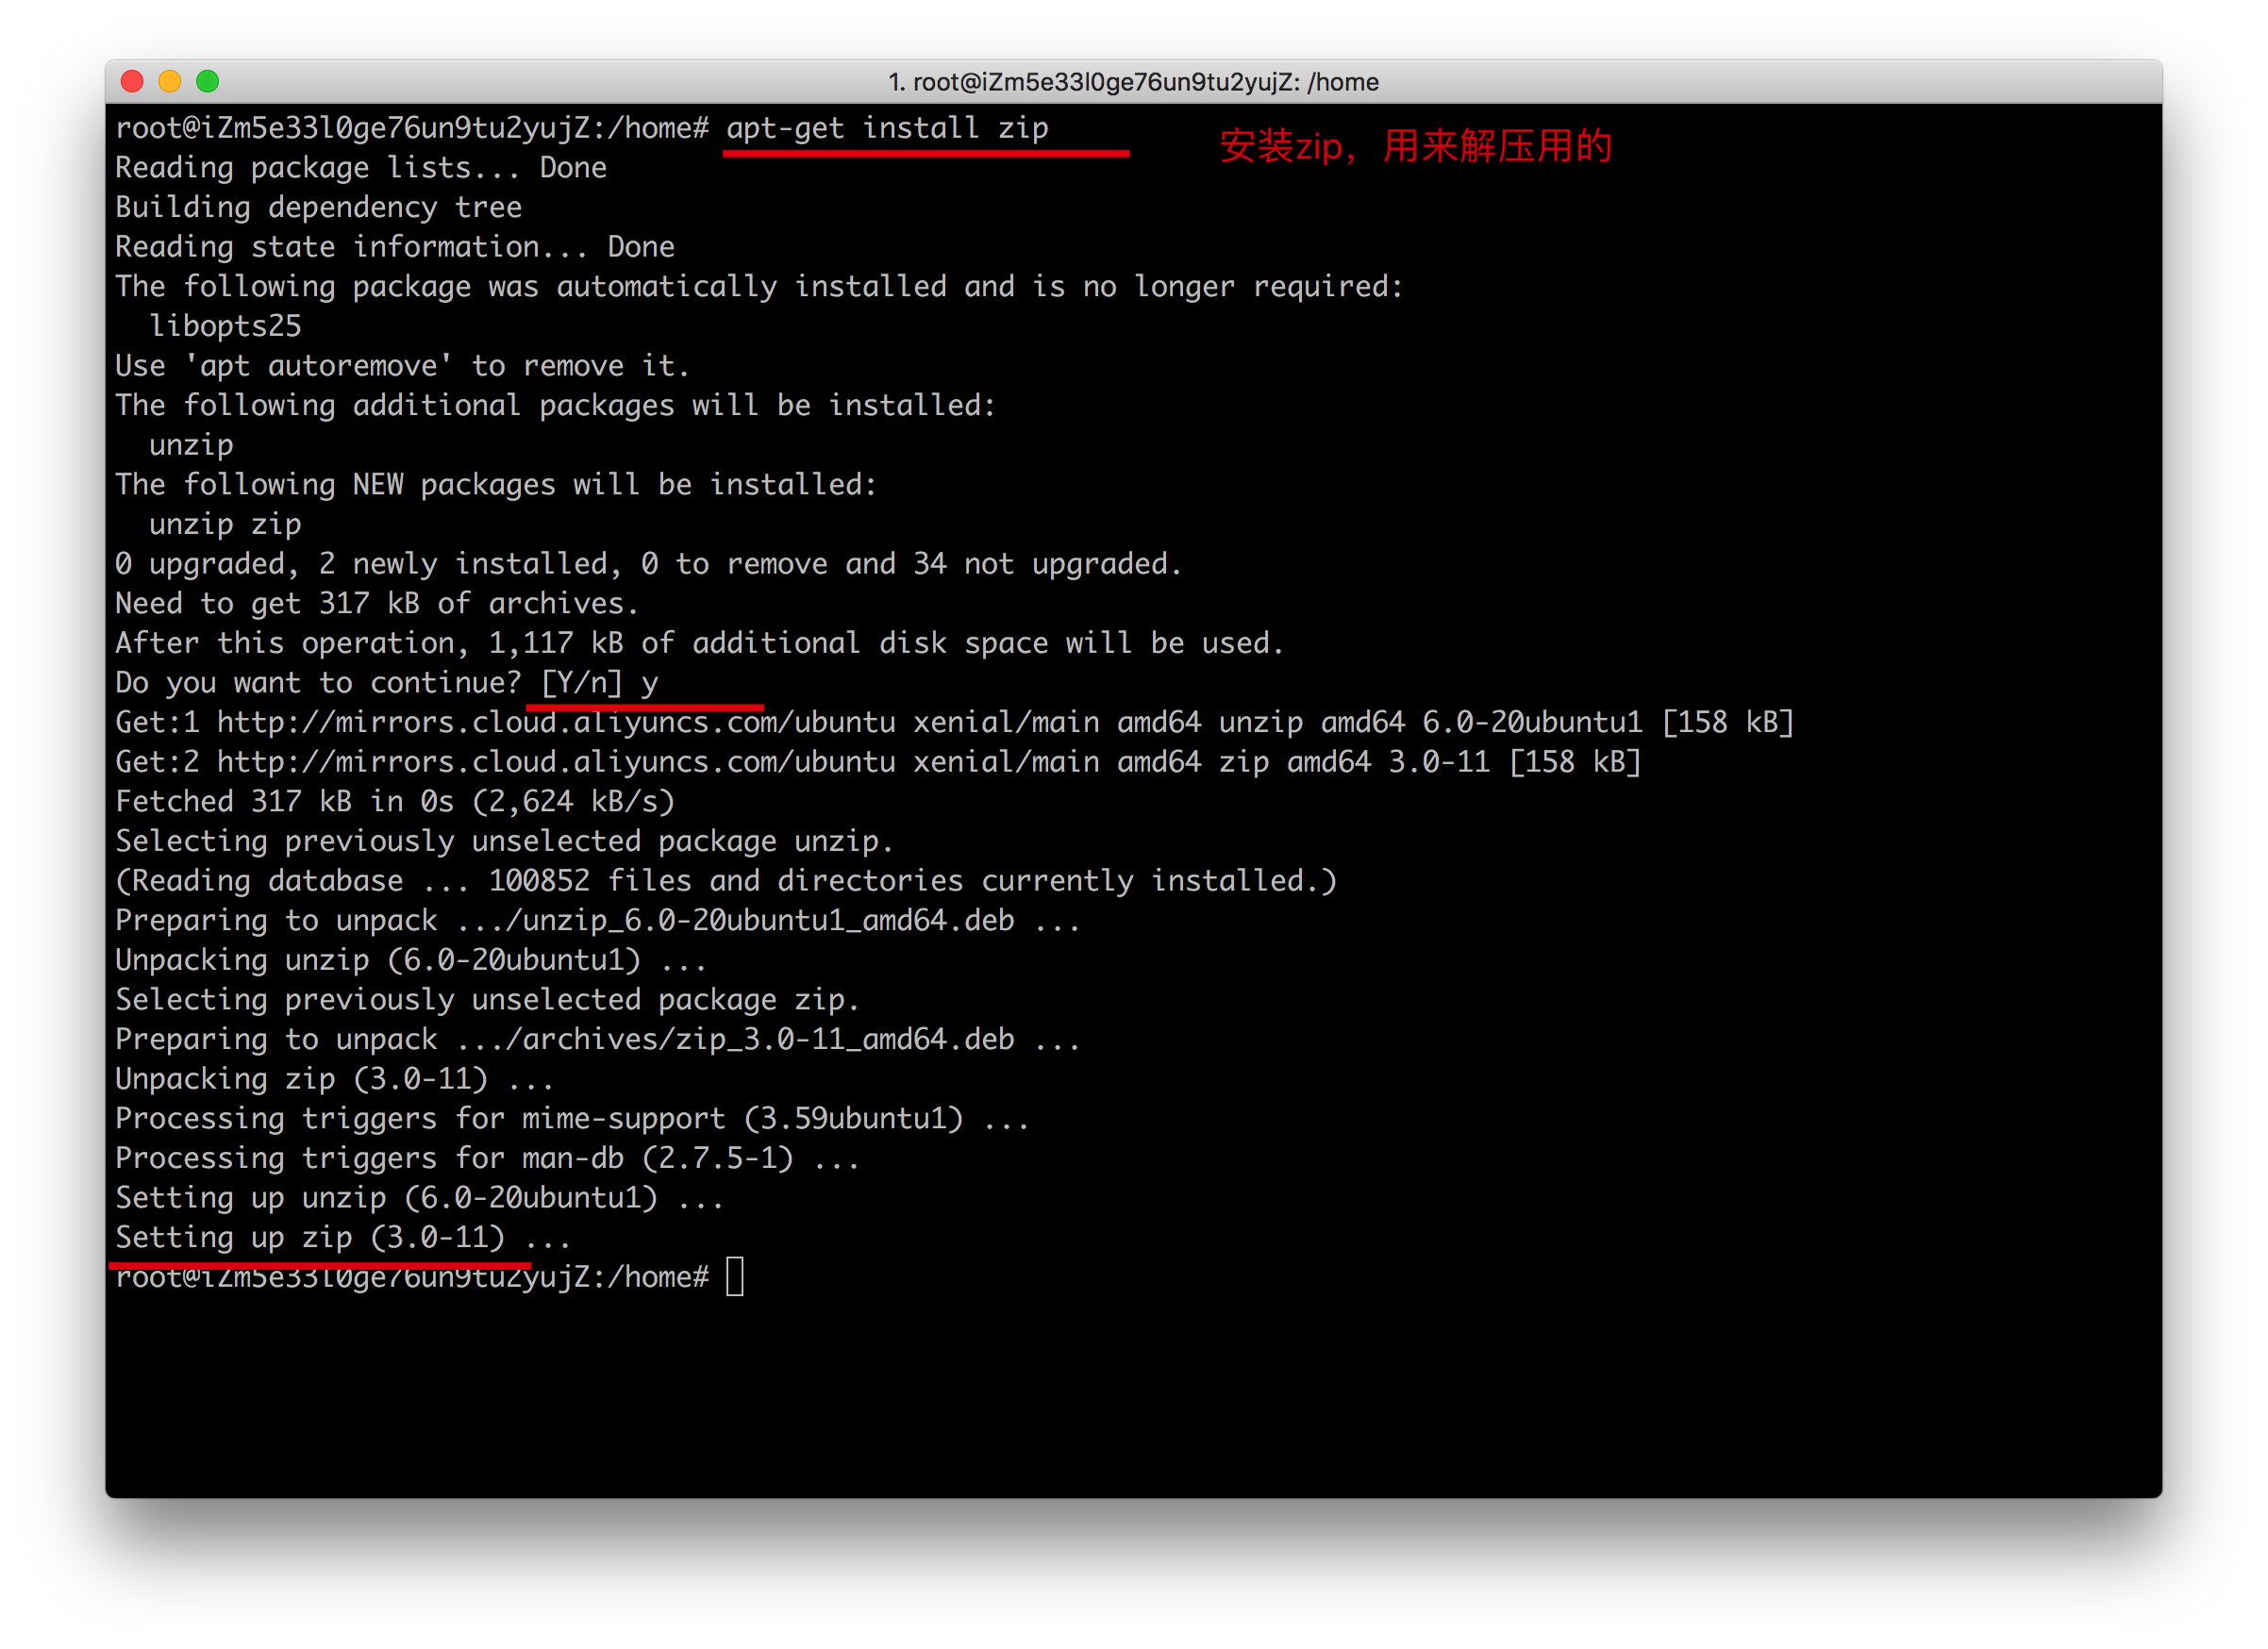 1. root@iZm5e33l0ge76un9tu2yujZ: /home
root@iZm5e33l0ge76un9tu2yujZ:/home# apt-get install zip
安装zip，用来解压用的
Reading package lists... Done
Building dependency tree
Reading state information... Done
The following package was automatically installed and is no longer required:
  libopts25
Use 'apt autoremove' to remove it.
The following additional packages will be installed:
  unzip
The following NEW packages will be installed:
  unzip zip
0 upgraded, 2 newly installed, 0 to remove and 34 not upgraded.
Need to get 317 kB of archives.
After this operation, 1,117 kB of additional disk space will be used.
Do you want to continue? [Y/n] y
Get:1 http://mirrors.cloud.aliyuncs.com/ubuntu xenial/main amd64 unzip amd64 6.0-20ubuntu1 [158 kB]
Get:2 http://mirrors.cloud.aliyuncs.com/ubuntu xenial/main amd64 zip amd64 3.0-11 [158 kB]
Fetched 317 kB in 0s (2,624 kB/s)
Selecting previously unselected package unzip.
(Reading database ... 100852 files and directories currently installed.)
Preparing to unpack .../unzip_6.0-20ubuntu1_amd64.deb ...
Unpacking unzip (6.0-20ubuntu1) ...
Selecting previously unselected package zip.
Preparing to unpack .../archives/zip_3.0-11_amd64.deb ...
Unpacking zip (3.0-11) ...
Processing triggers for mime-support (3.59ubuntu1) ...
Processing triggers for man-db (2.7.5-1) ...
Setting up unzip (6.0-20ubuntu1) ...
Setting up zip (3.0-11) ...
root@iZm5e33l0ge76un9tu2yujZ:/home#